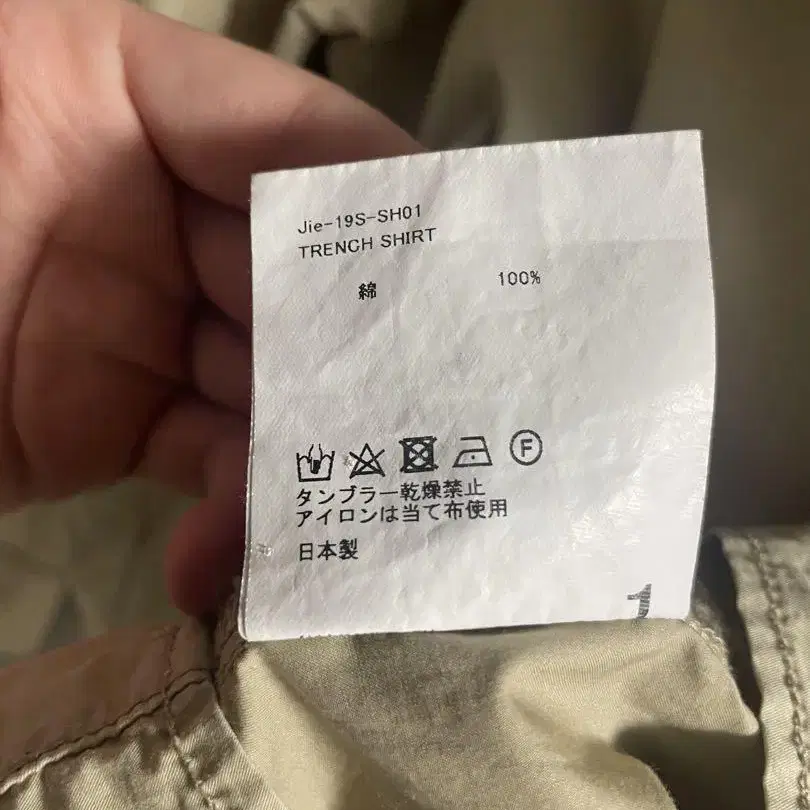 Jie-19S-SH01
TRENCH SHIRT
綿 100%
F
タンブラー乾燥禁止
アイロンは当て布使用
日本製
1